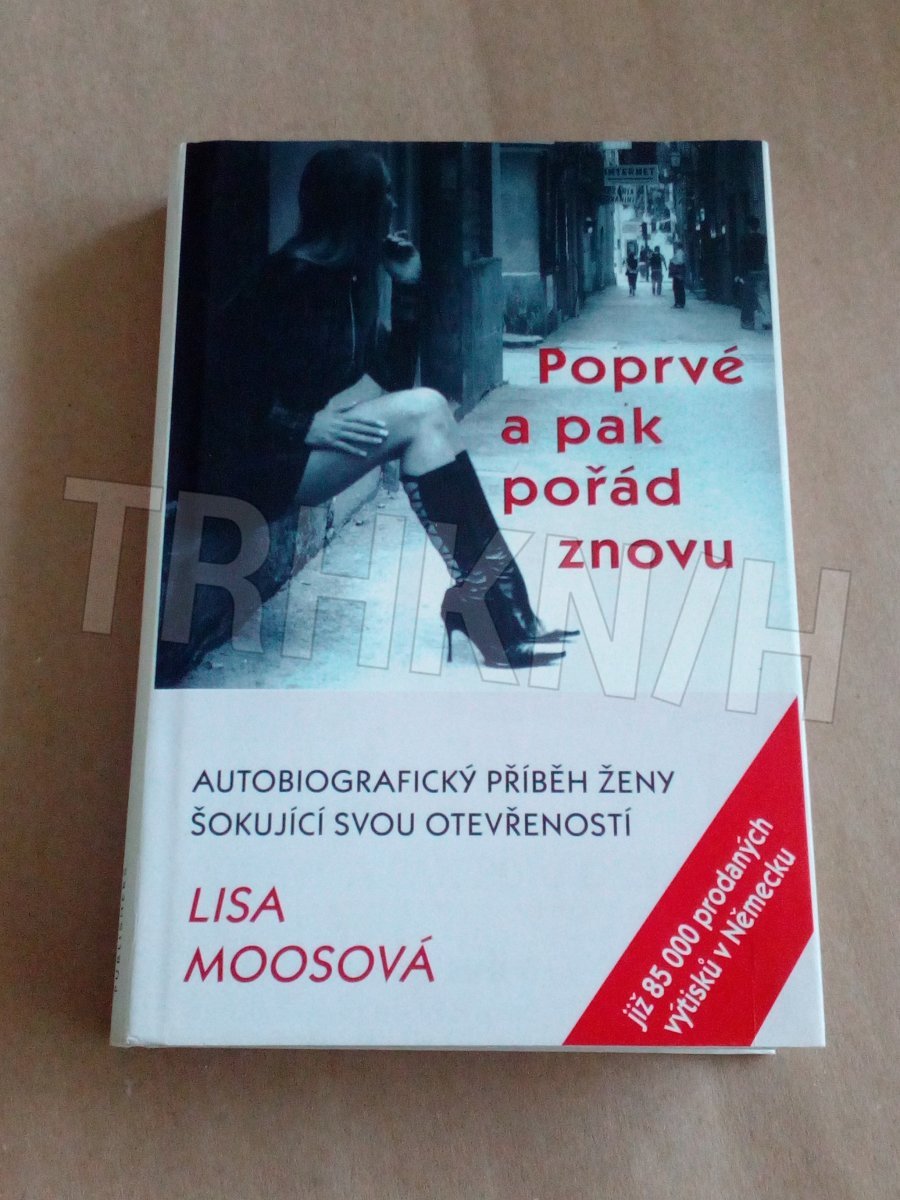 INTERNET
Poprvé
a pak
pořád
znovu
TRHKNIH
AUTOBIOGRAFICKÝ PŘÍBĚH ŽENY
ŠOKUJÍCÍ SVOU OTEVŘENOSTÍ
LISA
MOOSOVÁ
již 85 000 prodaných
výtisků v Německu